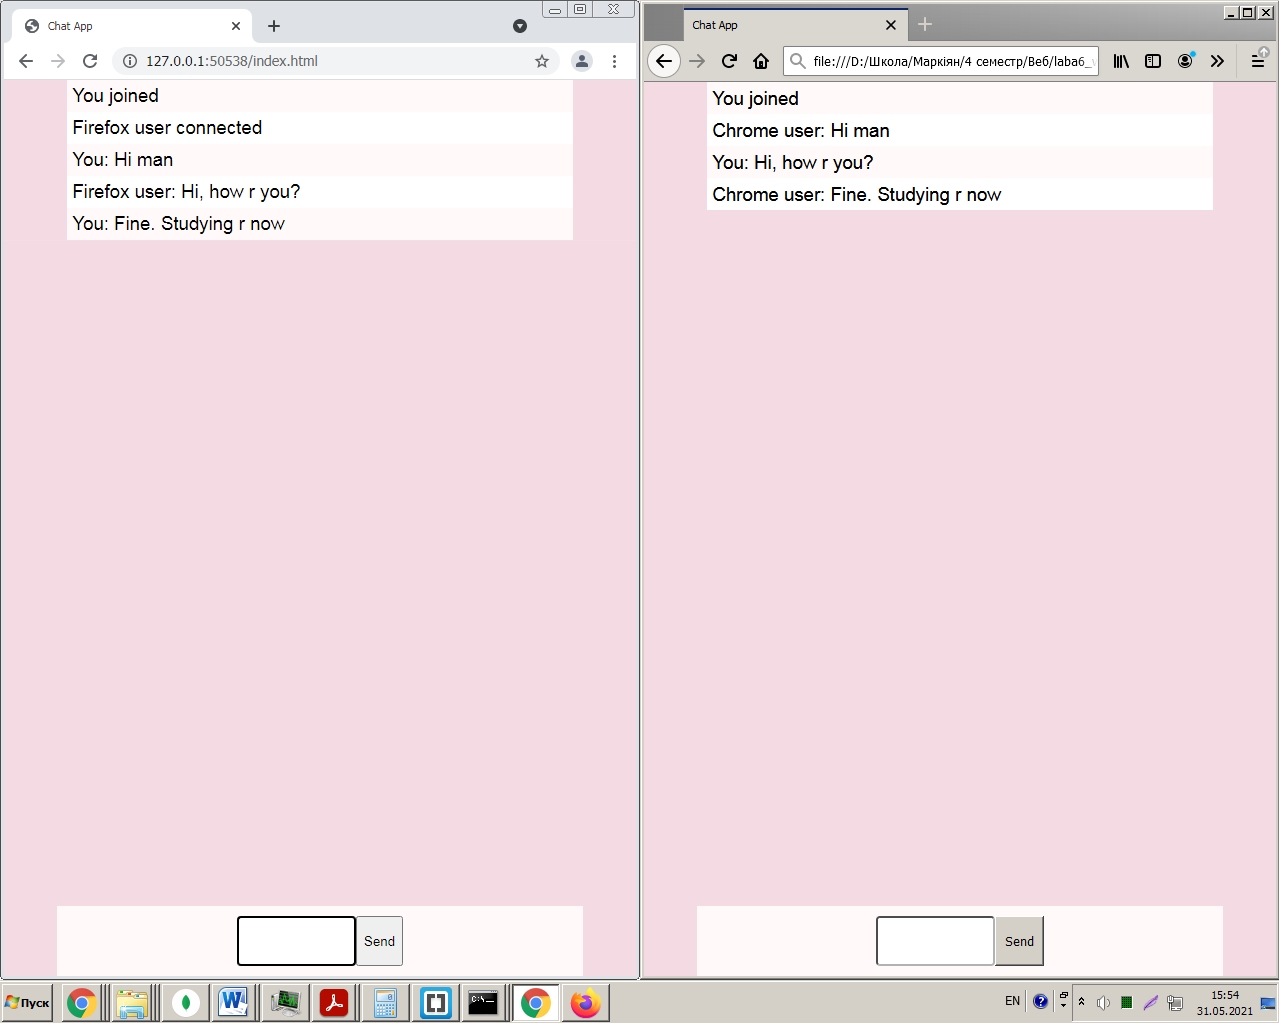 Chat App
127.0.0.1:50538/index.html
You joined
Firefox user connected
You: Hi man
Firefox user: Hi, how r you?
You: Fine. Studying r now
Send
Chat App
file:///D:/Школа/Маркіян/4 семестр/Веб/laba6_
You joined
Chrome user: Hi man
You: Hi, how r you?
Chrome user: Fine. Studying r now
Send
Пуск
C:\
EN
15:54
31.05.2021